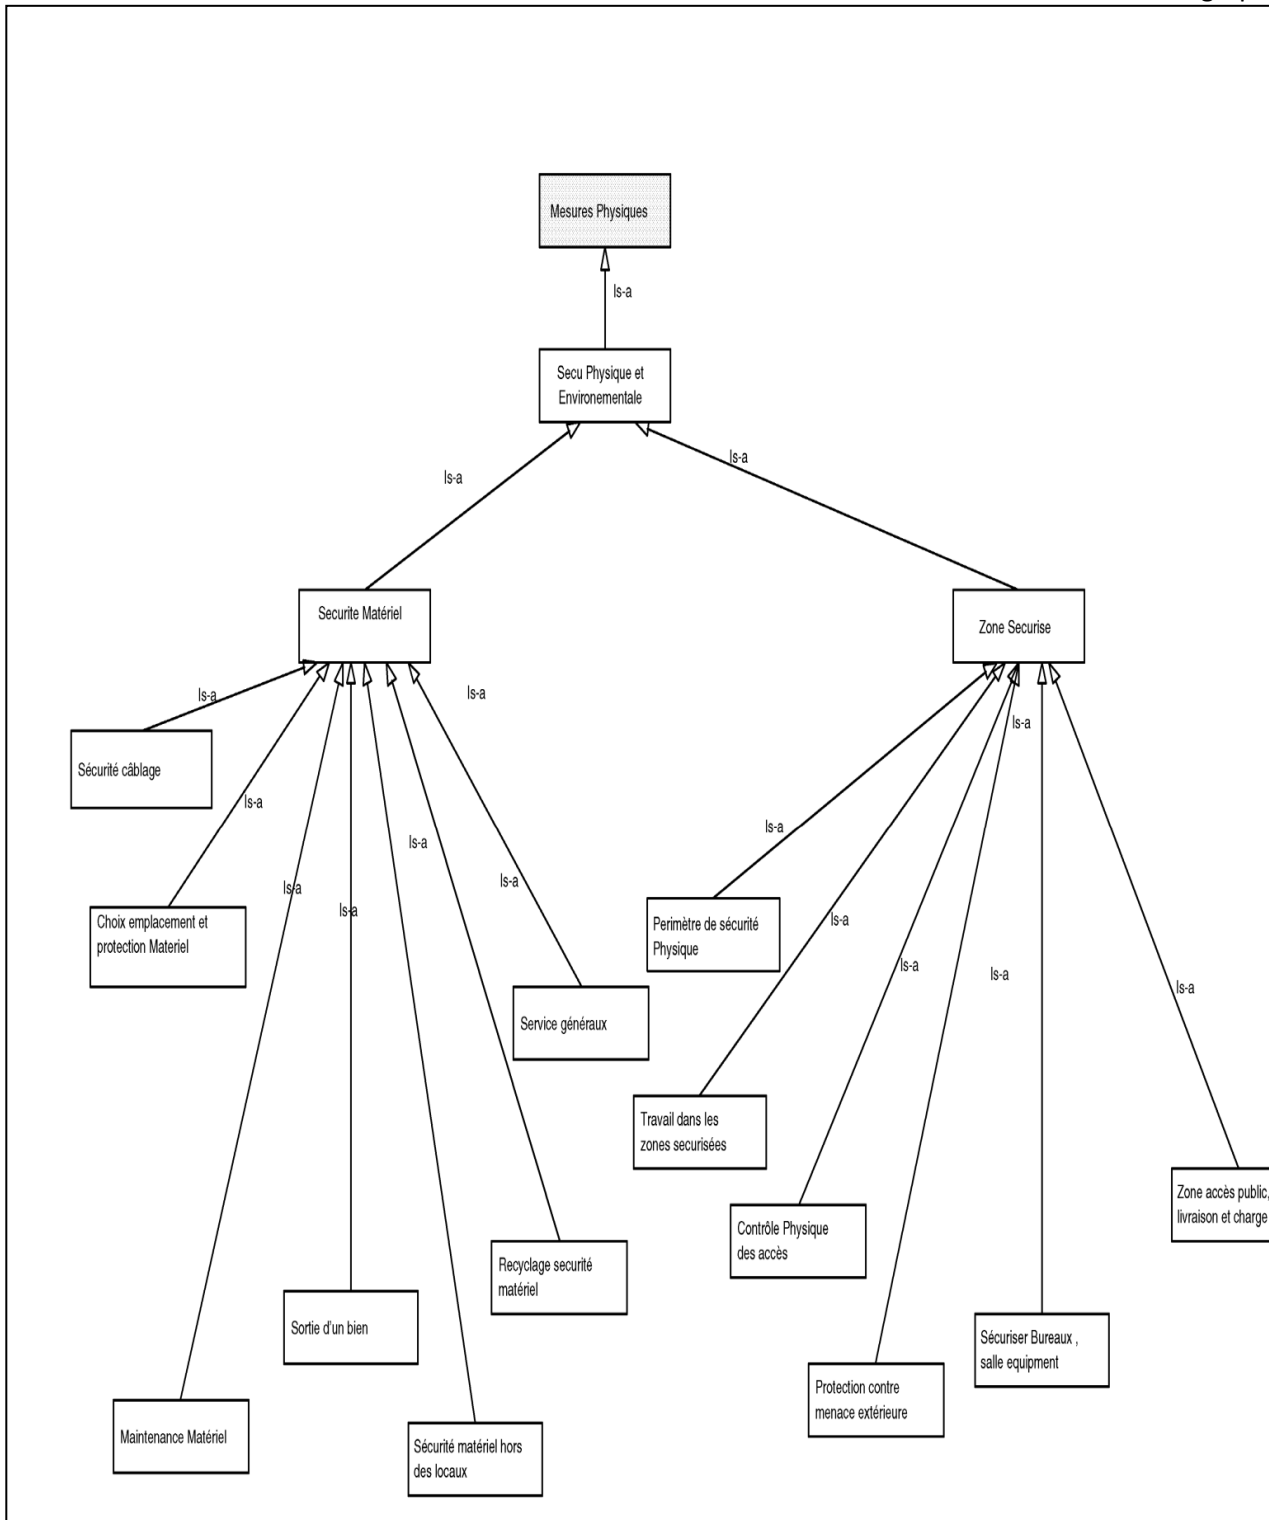 Mesures Physiques
Is-a
Secu Physique et
Environementale
Is-a
Is-a
Securite Matériel
Zone Securise
Is-a
Is-a
Is-a
Sécurité câblage
Is-a
Is-a
Is-a
Is-a
Is-a
Is-a
Choix emplacement et
protection Materiel
Perimètre de sécurité
Physique
Is-a
Is-a
Is-a
Is-a
Is-a
Service généraux
Travail dans les
zones securisées
Zone accès public,
livraison et charge
Contrôle Physique
des accès
Recyclage securité
matériel
Sortie d'un bien
Sécuriser Bureaux ,
salle equipment
Protection contre
menace extérieure
Maintenance Matériel
Sécurité matériel hors
des locaux